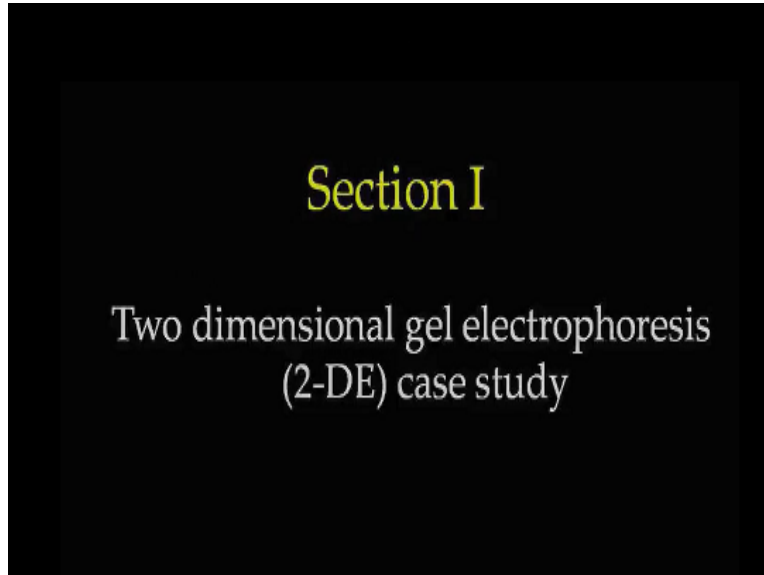 Section I
Two dimensional gel electrophoresis
(2-DE) case study